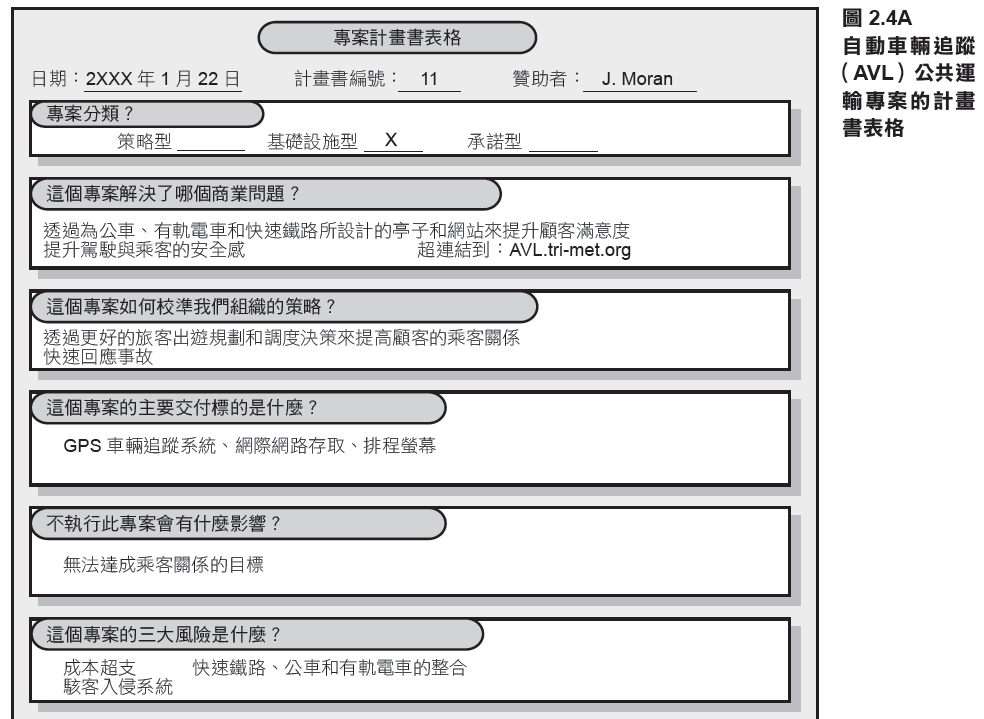 專案計畫書表格
日期：2XXX 年 1 月 22 日 計畫書編號： 11 贊助者： J. Moran
專案分類？
策略型 基礎設施型 X 承諾型
這個專案解決了哪個商業問題？
透過為公車、有軌電車和快速鐵路所設計的亭子和網站來提升顧客滿意度
提升駕駛與乘客的安全感 超連結到：AVL.tri-met.org
這個專案如何校準我們組織的策略？
透過更好的旅客出遊規劃和調度決策來提高顧客的乘客關係
快速回應事故
這個專案的主要交付標的是什麼？
GPS 車輛追蹤系統、網際網路存取、排程螢幕
不執行此專案會有什麼影響？
無法達成乘客關係的目標
這個專案的三大風險是什麼？
成本超支 快速鐵路、公車和有軌電車的整合
駭客入侵系統
圖 2.4A
自動車輛追蹤
（AVL）公共運
輸專案的計畫
書表格